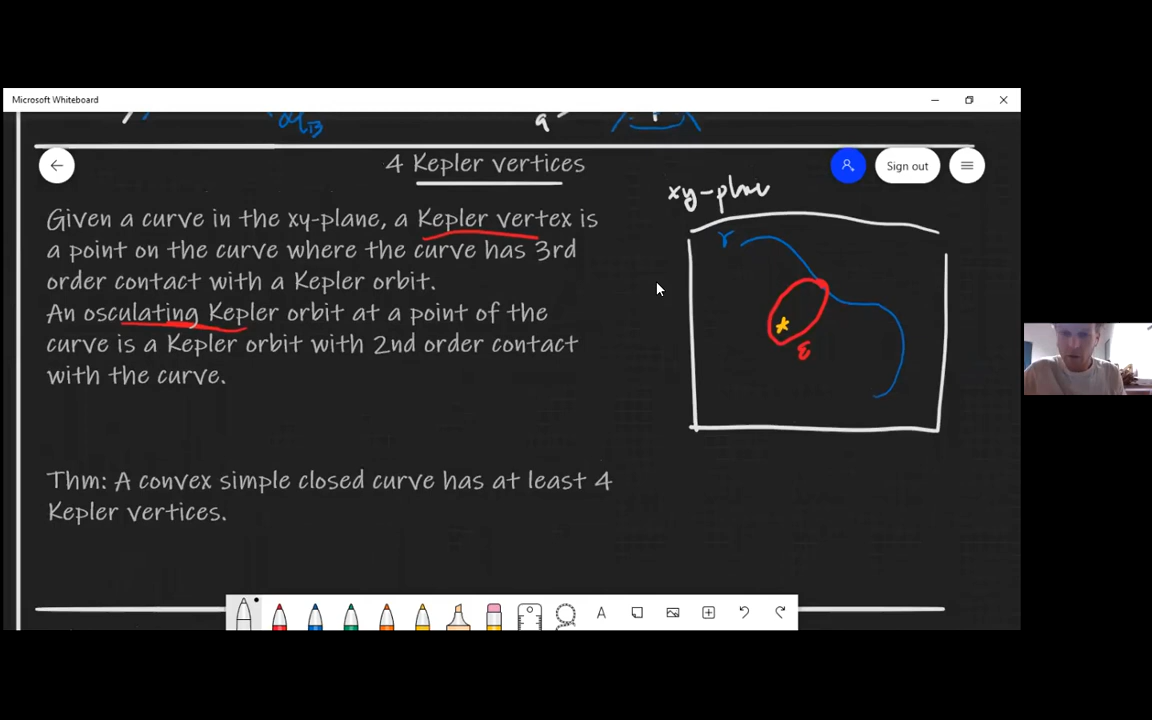 Microsoft Whiteboard
4 Kepler vertices
Sign out
xy-plane
Given a curve in the xy-plane, a Kepler vertex is
a point on the curve where the curve has 3rd
order contact with a Kepler orbit.
An osculating Kepler orbit at a point of the
curve is a Kepler orbit with 2nd order contact
with the curve.
Thm: A convex simple closed curve has at least 4
Kepler vertices.
A